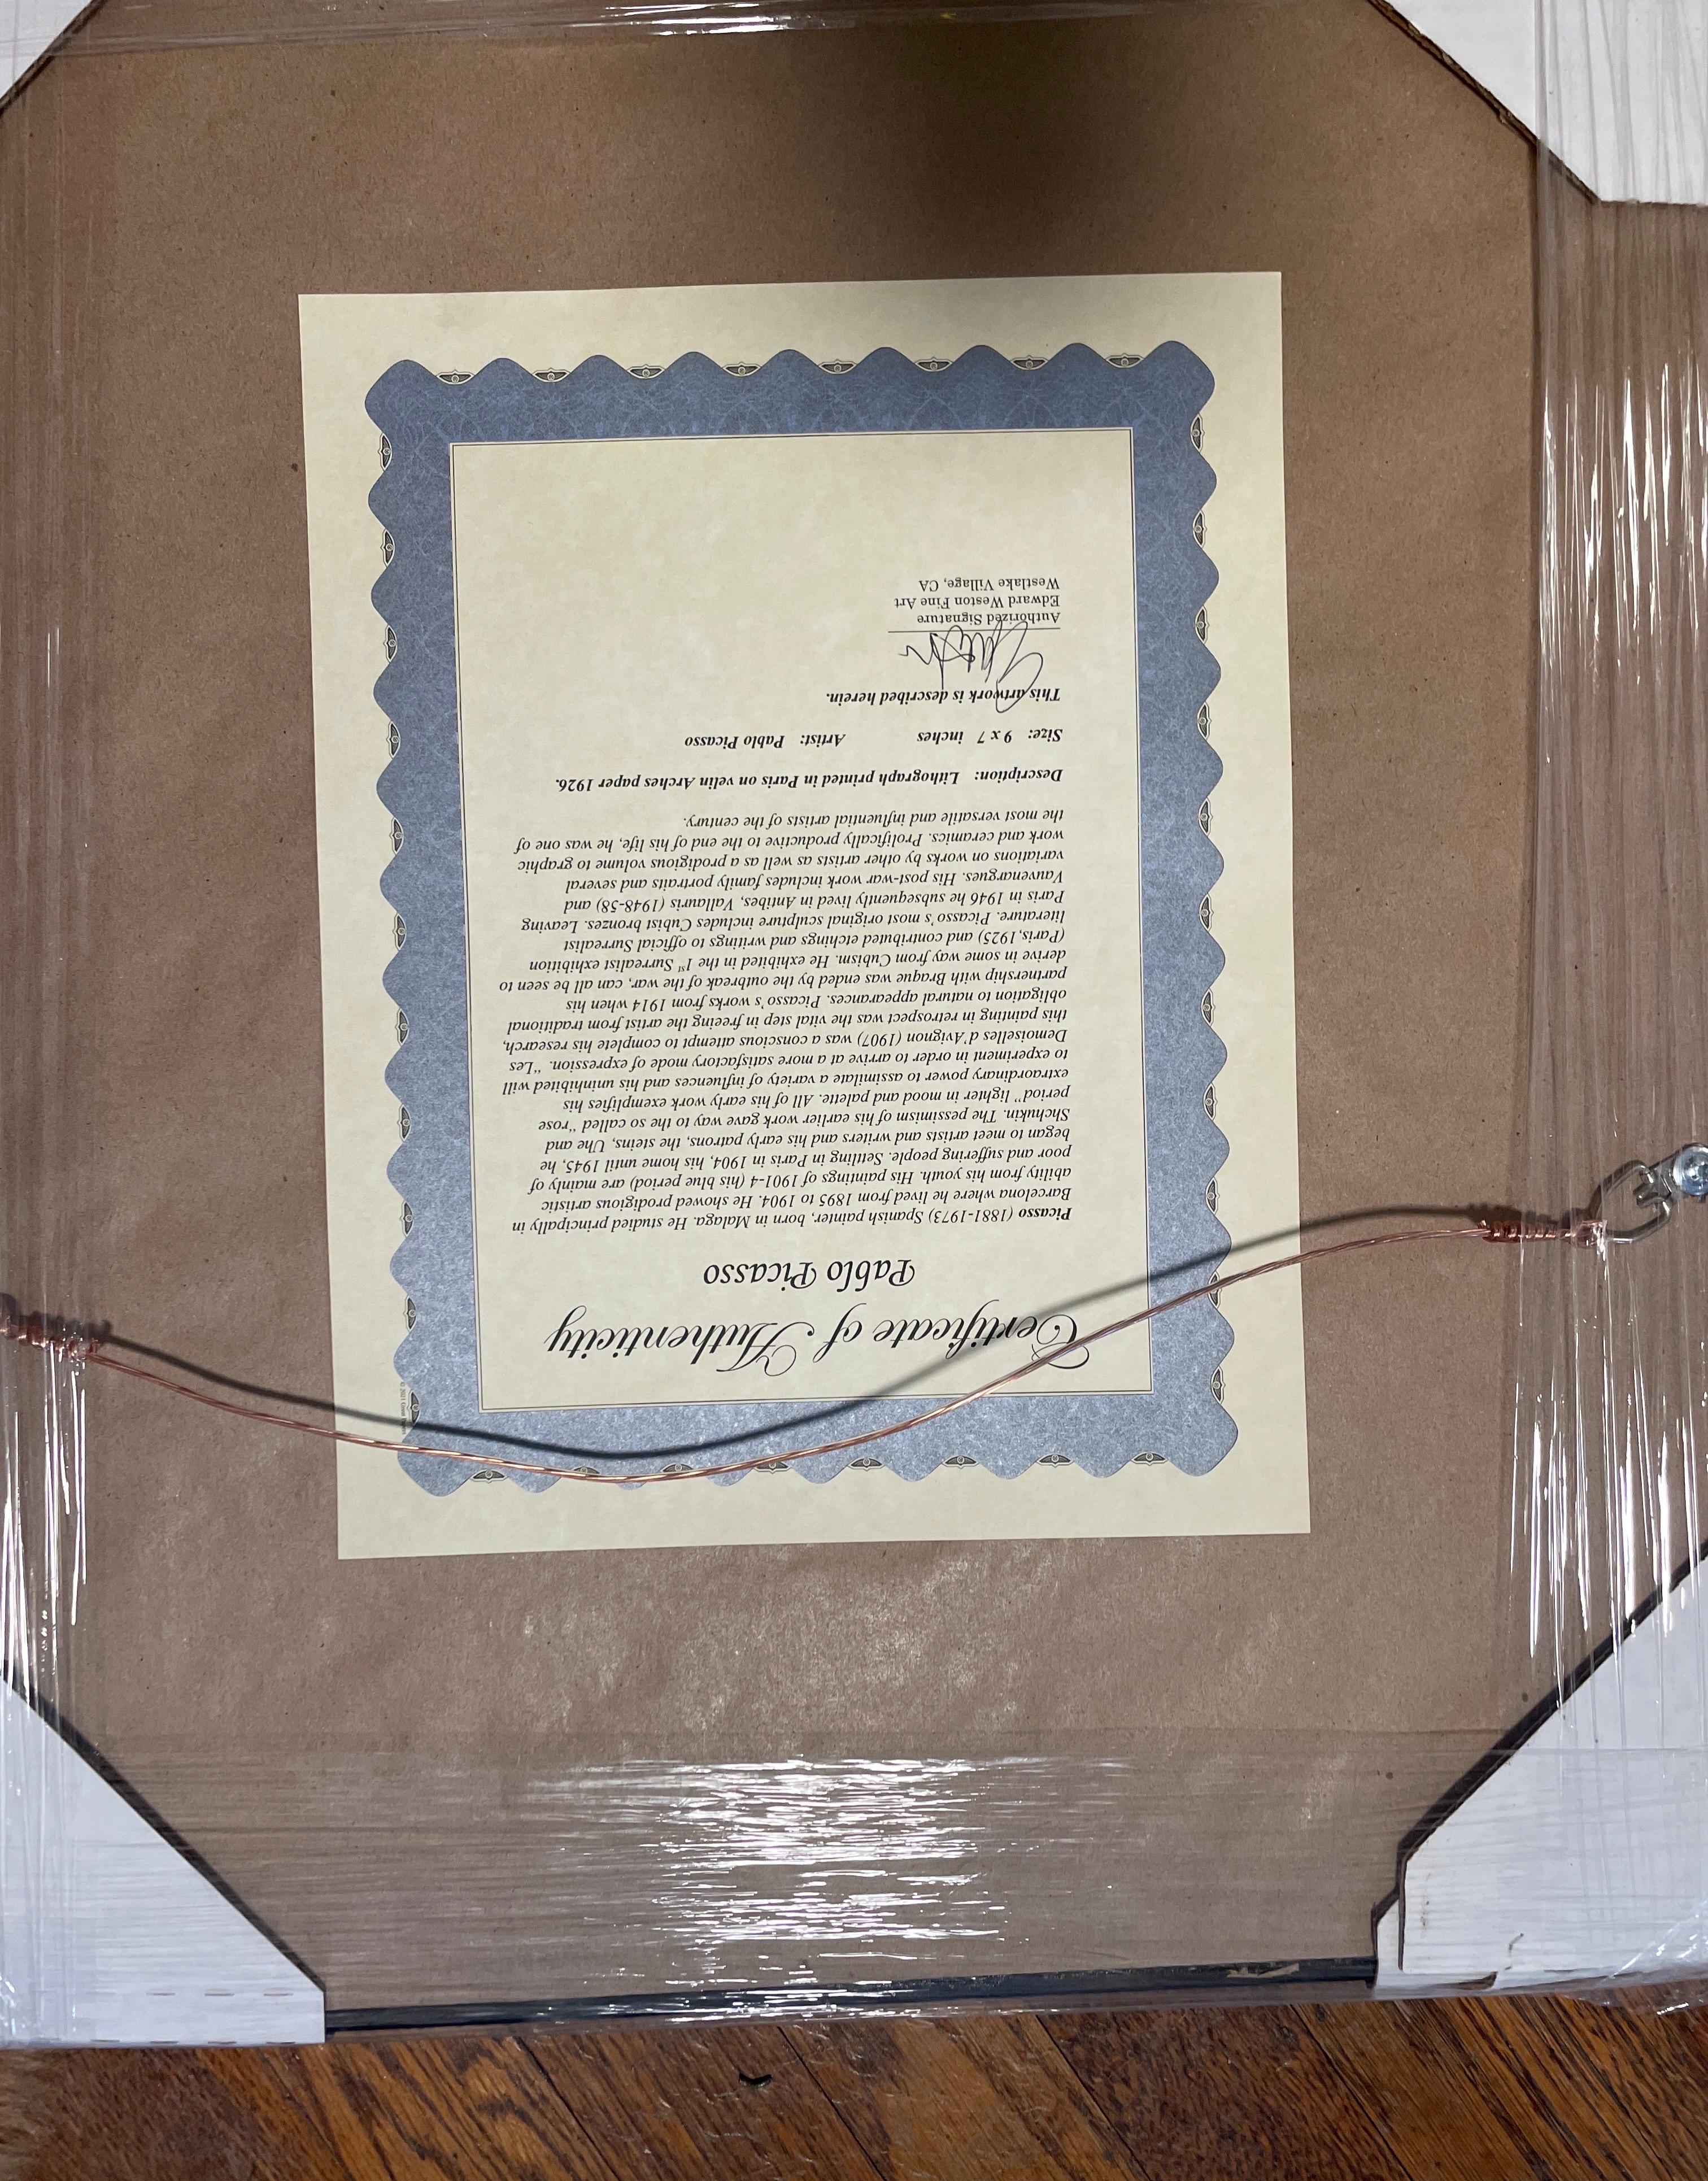 Certificate of Authenticity
Pablo Picasso
Picasso (1881-1973) Spanish painter, born in Malaga. He studied principally in
Barcelona where he lived from 1895 to 1904. He showed prodigious artistic
ability from his youth. His paintings of 1901-4 (his blue period) are mainly of
poor and suffering people. Settling in Paris in 1904, his home until 1945, he
began to meet artists and writers and his early patrons, the steins, Uhe and
Shchukin. The pessimism of his earlier work gave way to the so called "rose
period" lighter in mood and palette. All of his early work exemplifies his
extraordinary power to assimilate a variety of influences and his uninhibited will
to experiment in order to arrive at a more satisfactory mode of expression. "Les
Demoiselles d'Avignon (1907) was a conscious attempt to complete his research,
this painting in retrospect was the vital step in freeing the artist from traditional
obligation to natural appearances. Picasso's works from 1914 when his
partnership with Braque was ended by the outbreak of the war, can all be seen to
derive in some way from Cubism. He exhibited in the 1st Surrealist exhibition
(Paris,1925) and contributed etchings and writings to official Surrealist
literature. Picasso's most original sculpture includes Cubist bronzes. Leaving
Paris in 1946 he subsequently lived in Antibes, Vallauris (1948-58) and
Vauvenargues. His post-war work includes family portraits and several
variations on works by other artists as well as a prodigious volume to graphic
work and ceramics. Prolifically productive to the end of his life, he was one of
the most versatile and influential artists of the century.
Description: Lithograph printed in Paris on velin Arches paper 1926.
Size: 9 x 7 inches Artist: Pablo Picasso
This artwork is described herein.
Authorized Signature
Edward Weston Fine Art
Westlake Village, CA